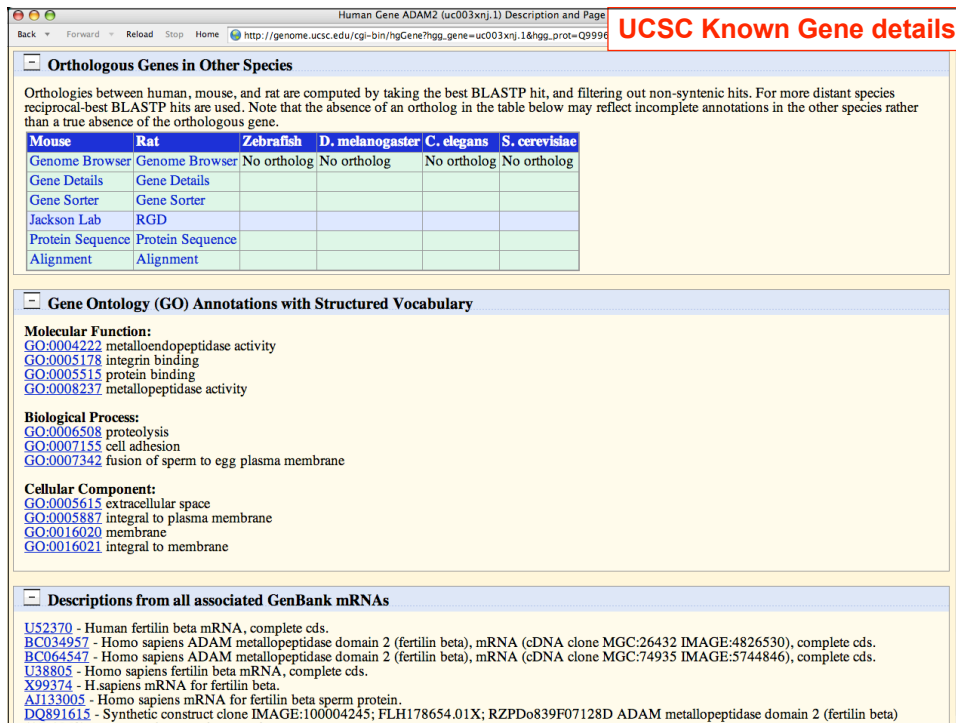 Human Gene ADAM2 (uc003xnj.1) Description and Page
UCSC Known Gene details
Back Forward Reload Stop Home http://genome.ucsc.edu/cgi-bin/hgGene?hgg_gene=uc003xnj.1&hgg_prot=Q9996
− Orthologous Genes in Other Species
Orthologies between human, mouse, and rat are computed by taking the best BLASTP hit, and filtering out non-syntenic hits. For more distant species
reciprocal-best BLASTP hits are used. Note that the absence of an ortholog in the table below may reflect incomplete annotations in the other species rather
than a true absence of the orthologous gene.
Mouse Rat Zebrafish D. melanogaster C. elegans S. cerevisiae
Genome Browser Genome Browser No ortholog No ortholog No ortholog No ortholog
Gene Details Gene Details
Gene Sorter Gene Sorter
Jackson Lab RGD
Protein Sequence Protein Sequence
Alignment Alignment
− Gene Ontology (GO) Annotations with Structured Vocabulary
Molecular Function:
GO:0004222 metalloendopeptidase activity
GO:0005178 integrin binding
GO:0005515 protein binding
GO:0008237 metallopeptidase activity
Biological Process:
GO:0006508 proteolysis
GO:0007155 cell adhesion
GO:0007342 fusion of sperm to egg plasma membrane
Cellular Component:
GO:0005615 extracellular space
GO:0005887 integral to plasma membrane
GO:0016020 membrane
GO:0016021 integral to membrane
− Descriptions from all associated GenBank mRNAs
U52370 - Human fertilin beta mRNA, complete cds.
BC034957 - Homo sapiens ADAM metallopeptidase domain 2 (fertilin beta), mRNA (cDNA clone MGC:26432 IMAGE:4826530), complete cds.
BC064547 - Homo sapiens ADAM metallopeptidase domain 2 (fertilin beta), mRNA (cDNA clone MGC:74935 IMAGE:5744846), complete cds.
U38805 - Homo sapiens fertilin beta mRNA, complete cds.
X99374 - H.sapiens mRNA for fertilin beta.
AJ133005 - Homo sapiens mRNA for fertilin beta sperm protein.
DQ891615 - Synthetic construct clone IMAGE:100004245; FLH178654.01X; RZPDo839F07128D ADAM metallopeptidase domain 2 (fertilin beta)